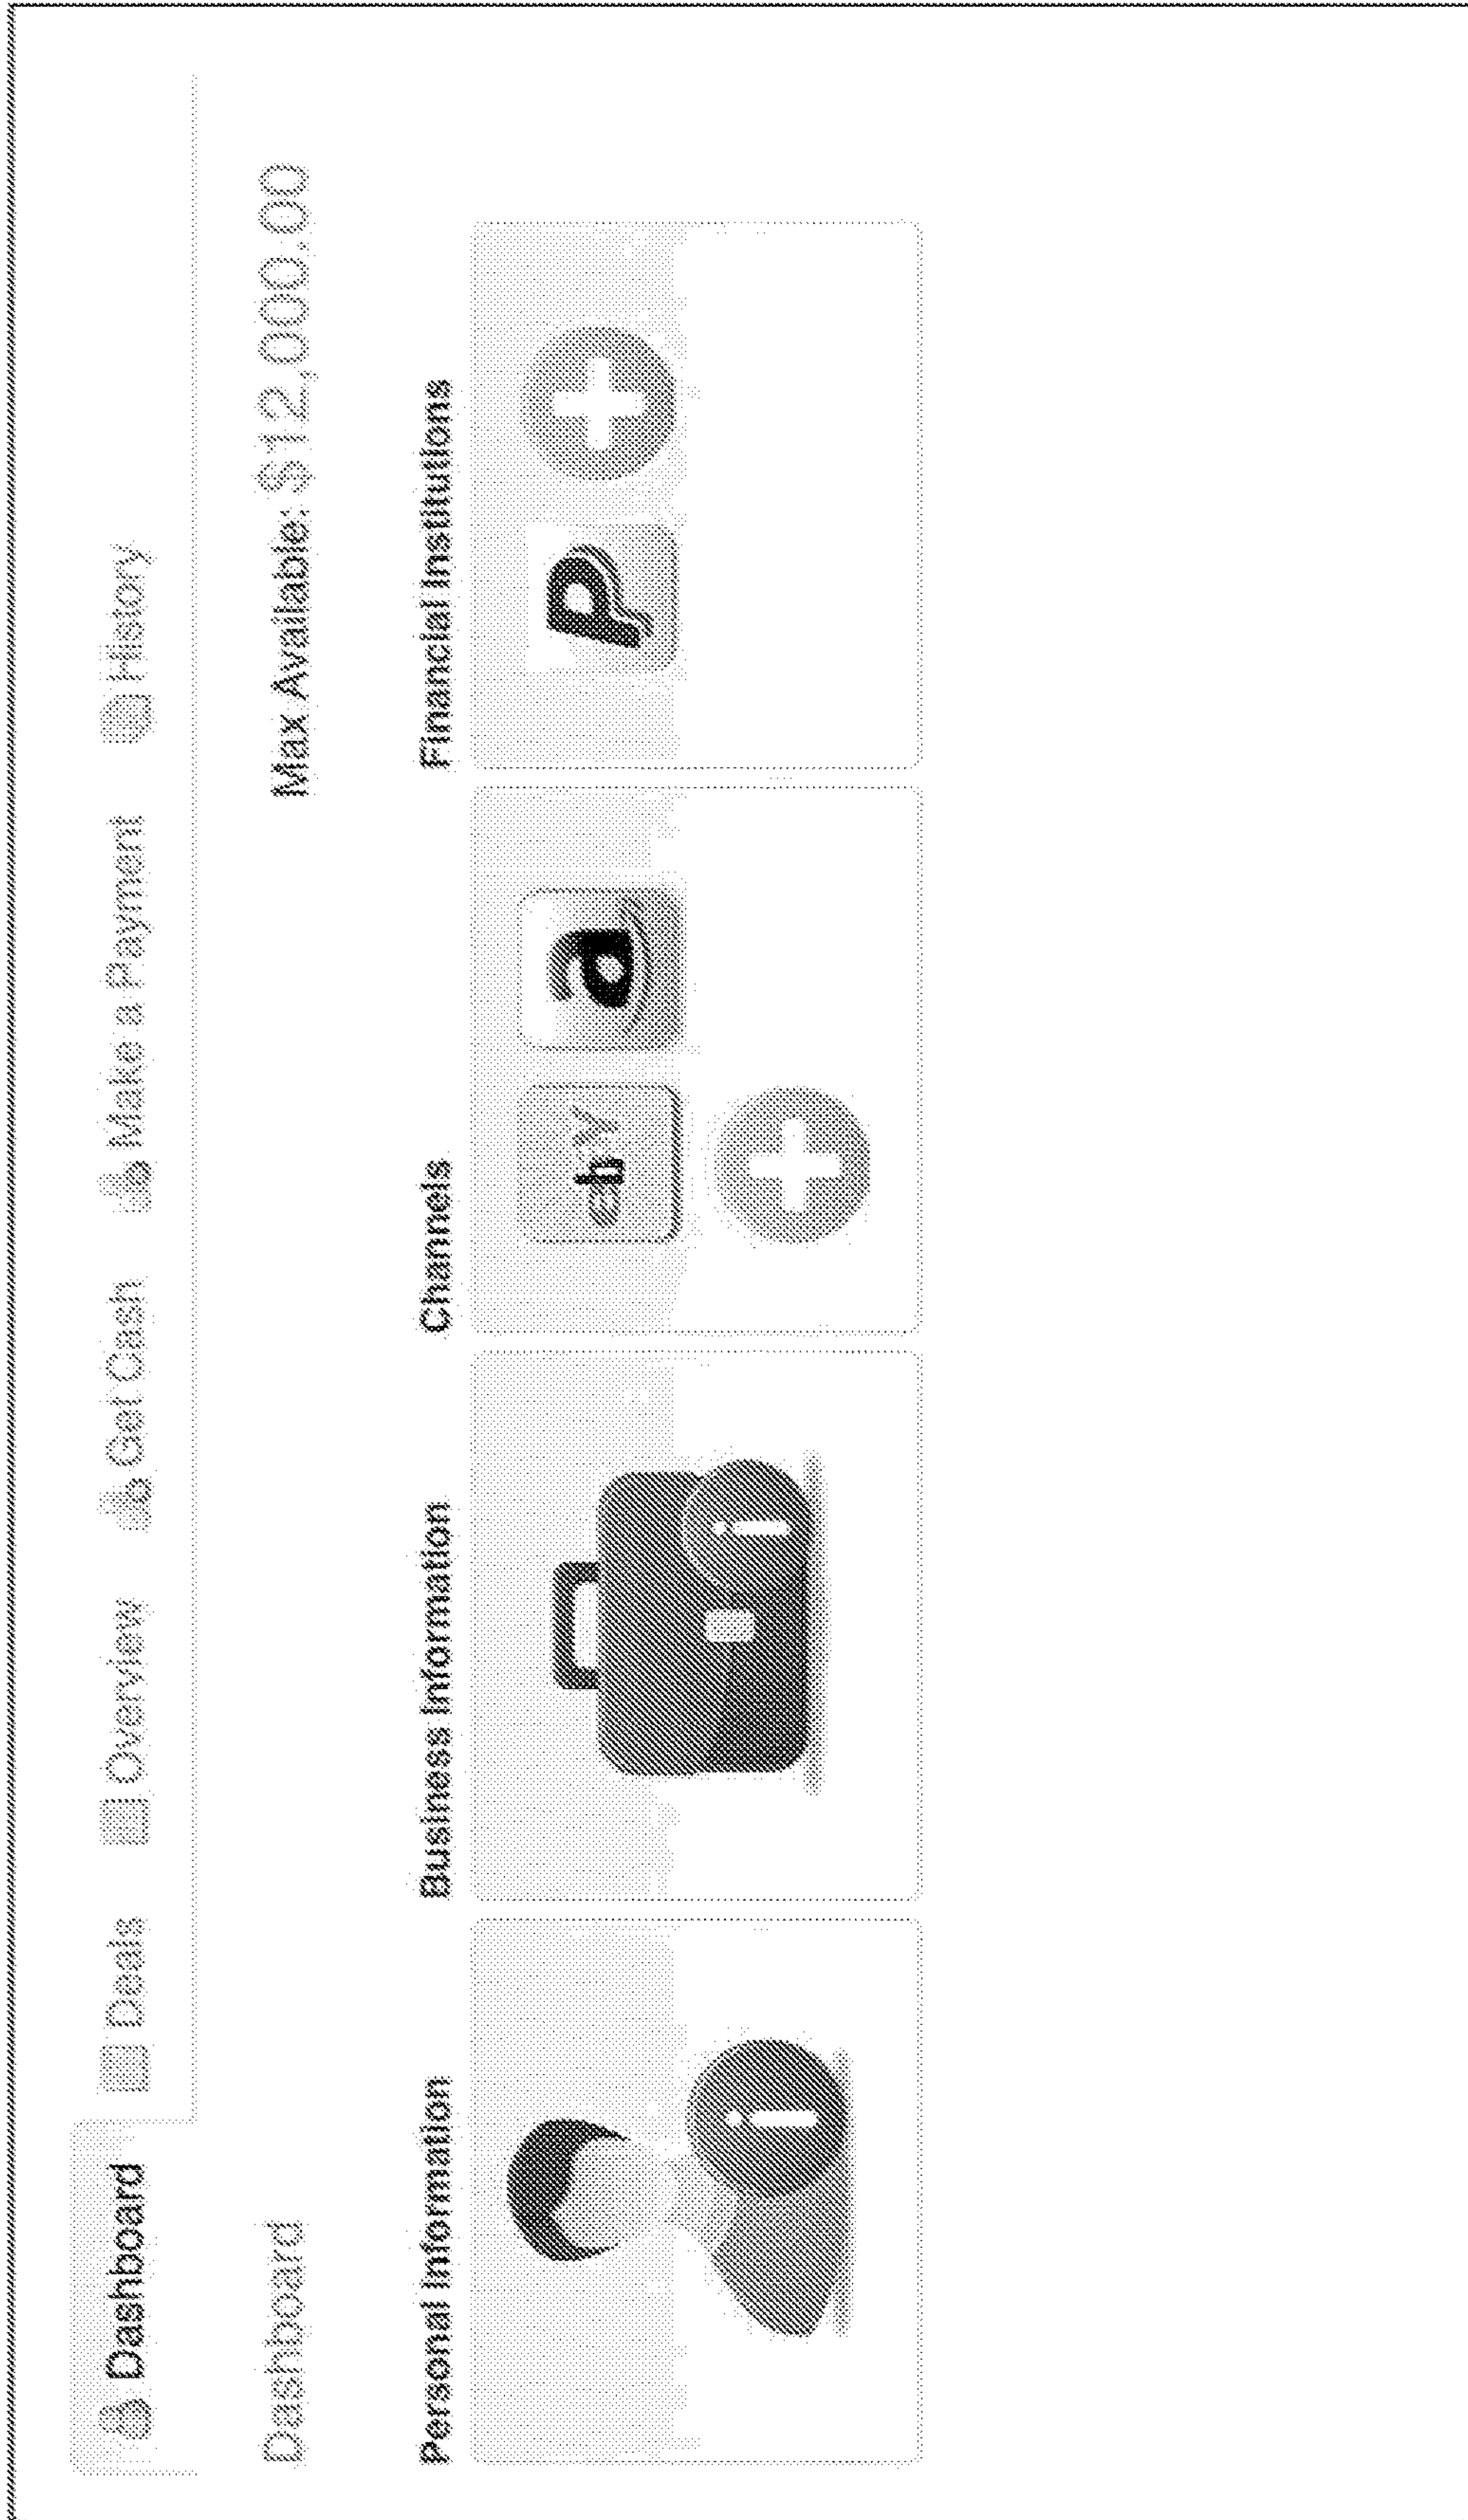 Dashboard Deals Overview Get Cash Make a Payment History
Dashboard
Max Available: $12,000.00
Personal Information Business Information Channels Financial Institutions
i i a P